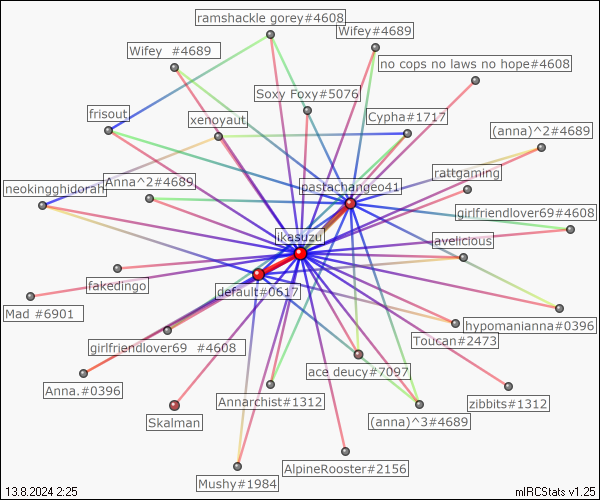 ramshackle gorey#4608
Wifey#4689
Wifey  #4689
no cops no laws no hope#4608
Soxy Foxy#5076
frisout
xenoyaut
Cypha#1717
(anna)^2#4689
rattgaming
Anna^2#4689
neokingghidorah
pastachangeo41
girlfriendlover69#4608
ikasuzu
avelicious
fakedingo
default#0617
Mad #6901
hypomanianna#0396
Toucan#2473
girlfriendlover69  #4608
ace deucy#7097
Anna.#0396
Annarchist#1312
zibbits#1312
Skalman
(anna)^3#4689
AlpineRooster#2156
Mushy#1984
13.8.2024 2:25
mIRCStats v1.25